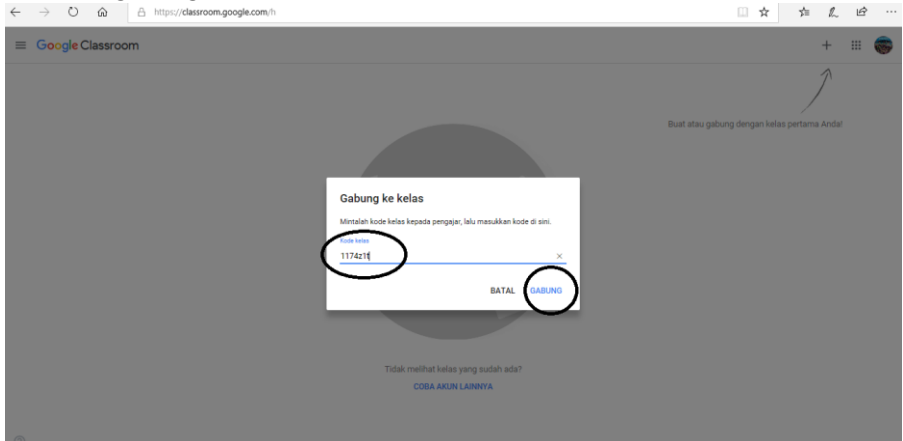 https://classroom.google.com/h
Google Classroom
Buat atau gabung dengan kelas pertama Anda!
Gabung ke kelas
Mintalah kode kelas kepada pengajar, lalu masukkan kode di sini.
Kode kelas
1174z1t
BATAL GABUNG
Tidak melihat kelas yang sudah ada?
COBA AKUN LAINNYA